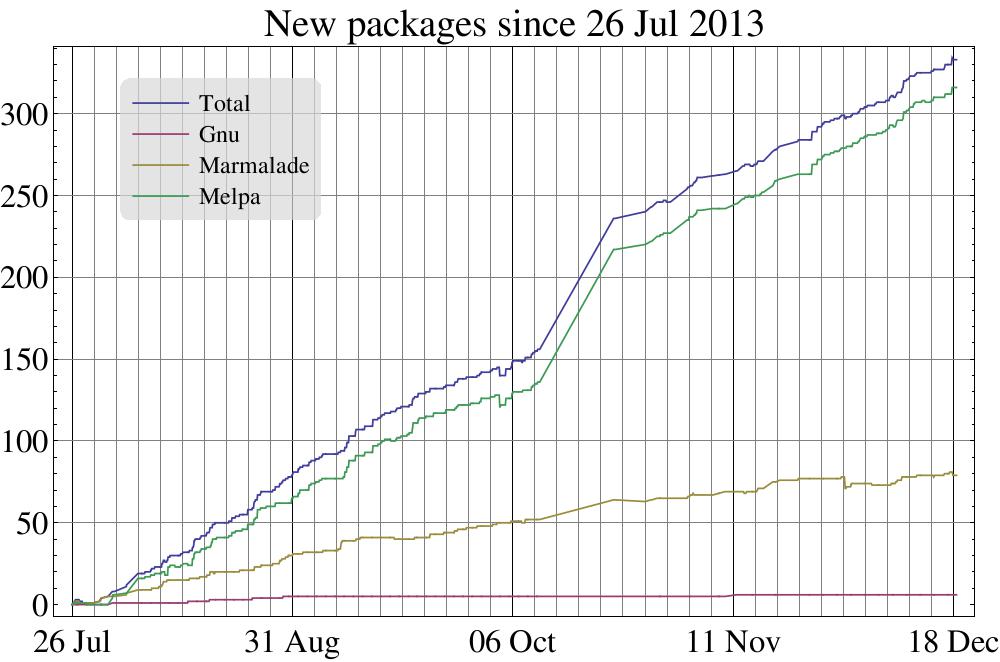 New packages since 26 Jul 2013
Total
Gnu
Marmalade
Melpa
300
250
200
150
100
50
0
26 Jul 31 Aug 06 Oct 11 Nov 18 Dec